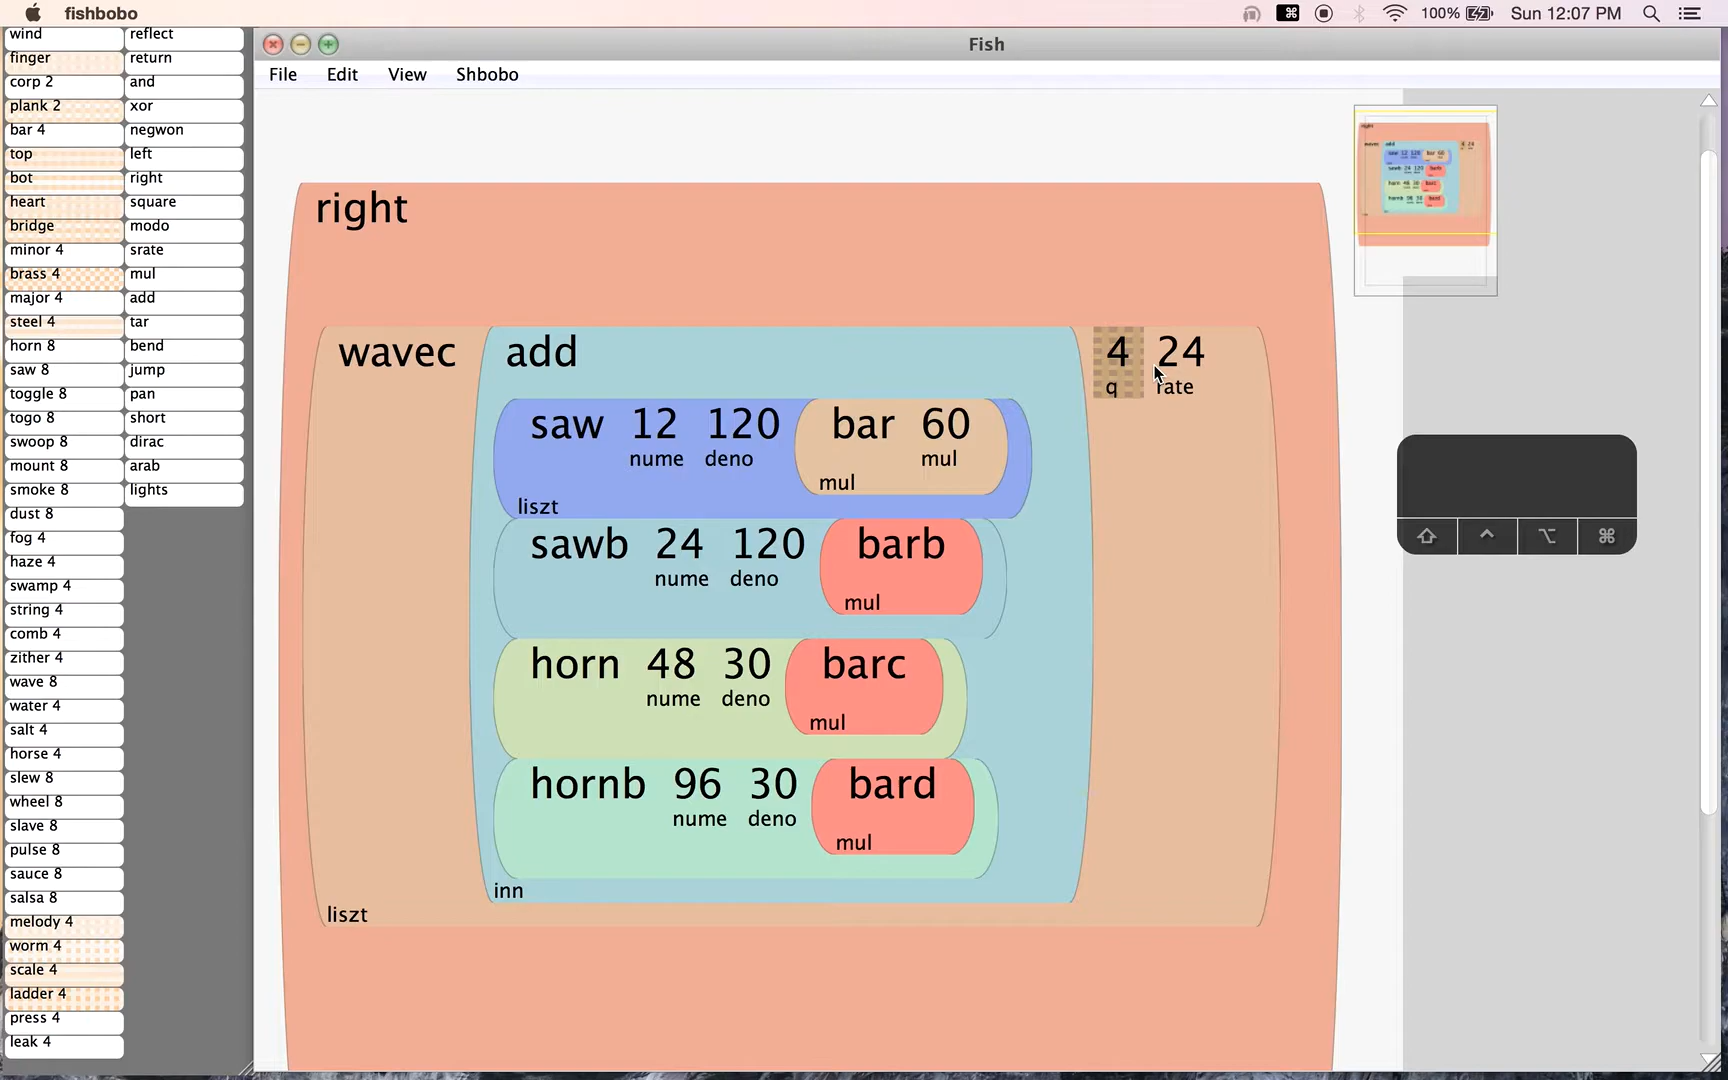 fishbobo
100%
Sun 12:07 PM
wind
finger
corp 2
plank 2
bar 4
top
bot
heart
bridge
minor 4
brass 4
major 4
steel 4
horn 8
saw 8
toggle 8
togo 8
swoop 8
mount 8
smoke 8
dust 8
fog 4
haze 4
swamp 4
string 4
comb 4
zither 4
wave 8
water 4
salt 4
horse 4
slew 8
wheel 8
slave 8
pulse 8
sauce 8
salsa 8
melody 4
worm 4
scale 4
ladder 4
press 4
leak 4
reflect
return
and
xor
negwon
left
right
square
modo
srate
mul
add
tar
bend
jump
pan
short
dirac
arab
lights
Fish
File Edit View Shbobo
right
wavec add 4 24
q rate
saw 12 120 bar 60
nume deno mul
mul
liszt
sawb 24 120 barb
nume deno
mul
horn 48 30 barc
nume deno
mul
hornb 96 30 bard
nume deno
mul
inn
liszt